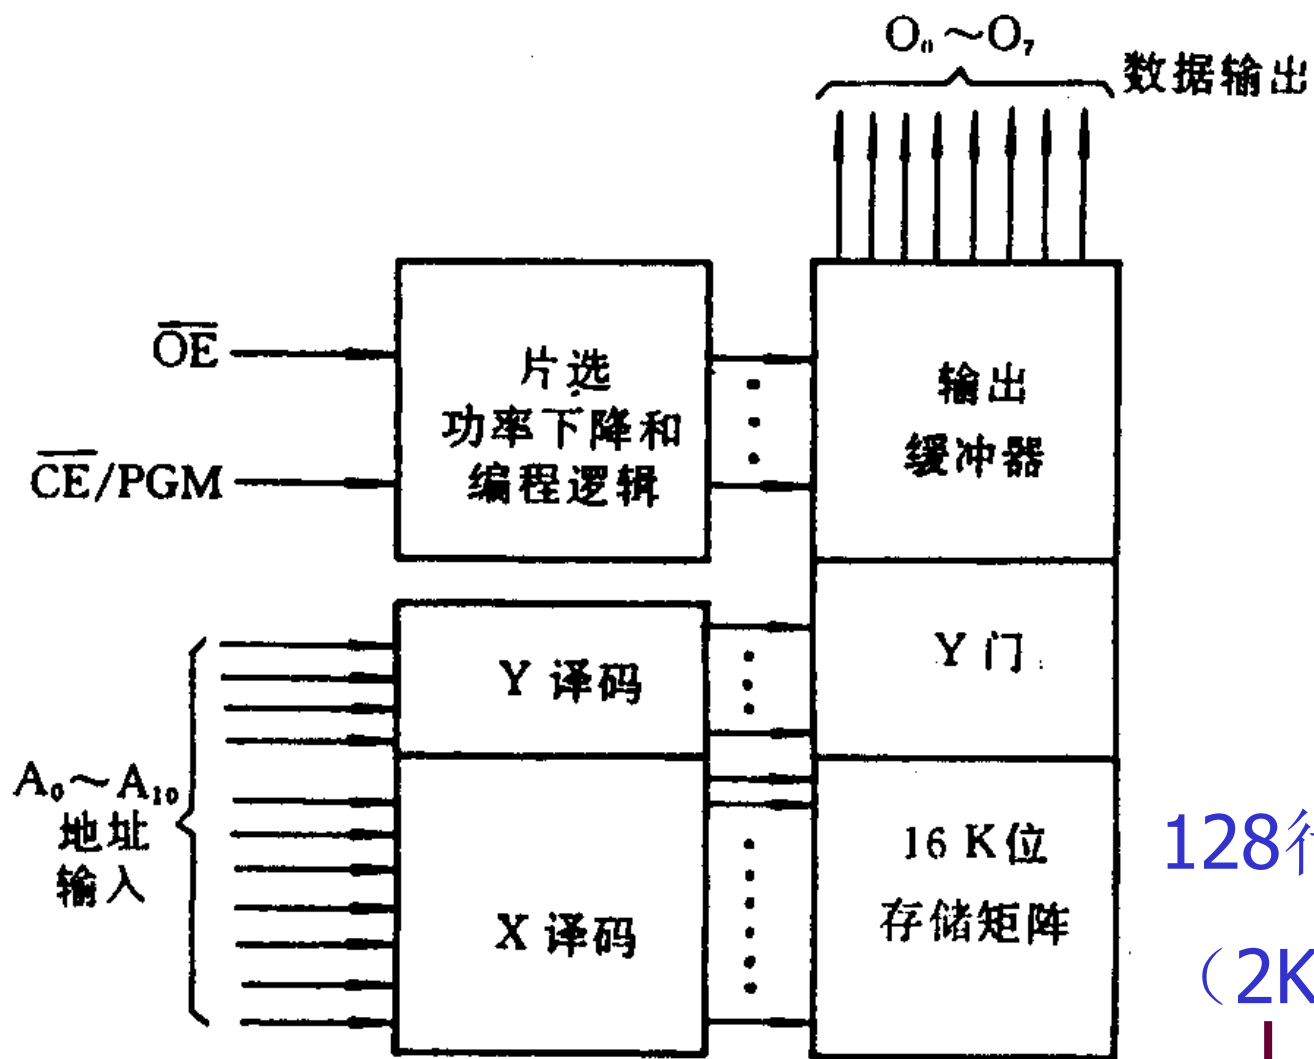 O₀～O₇
数据输出
O̅E̅
C̅E̅/PGM
片选
功率下降和
编程逻辑
输出
缓冲器
Y 译码
Y 门
A₀～A₁₀
地址
输入
X 译码
16 K位
存储矩阵
128
（2K